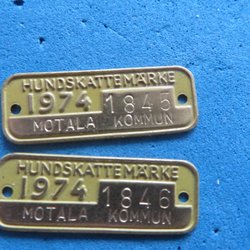 HUNDSKATTEMÄRKE
1974 1845
MOTALA KOMMUN
HUNDSKATTEMÄRKE
1974 1846
MOTALA KOMMUN